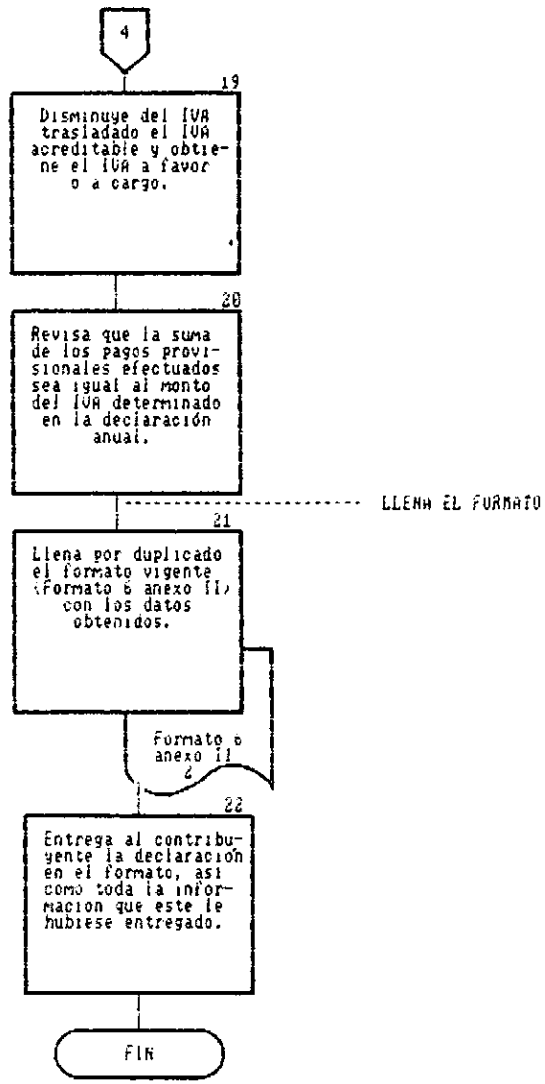 4
19
Disminuye del IVA
trasladado el IVA
acreditable y obtie-
ne el IVA a favor
o a cargo.
20
Revisa que la suma
de los pagos provi-
sionales efectuados
sea igual al monto
del IVA determinado
en la declaración
anual.
LLENA EL FORMATO
21
Llena por duplicado
el formato vigente
(Formato 6 anexo II)
con los datos
obtenidos.
Formato 6
anexo II
2
22
Entrega al contribu-
yente la declaración
en el formato, asi
como toda la infor-
macion que este le
hubiese entregado.
FIN